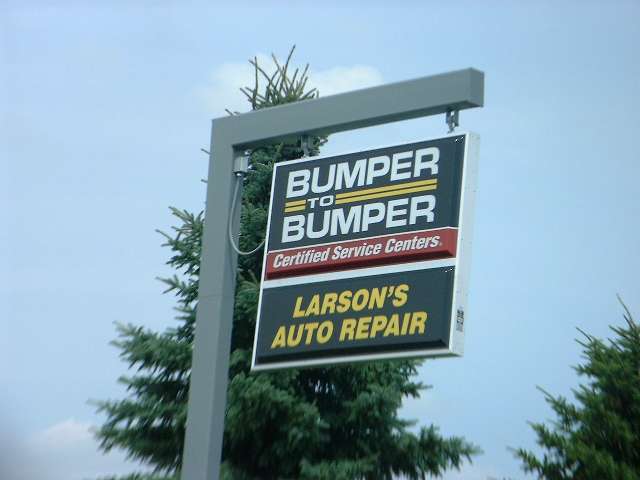 BUMPER
TO
BUMPER
Certified Service Centers®
LARSON'S
AUTO REPAIR